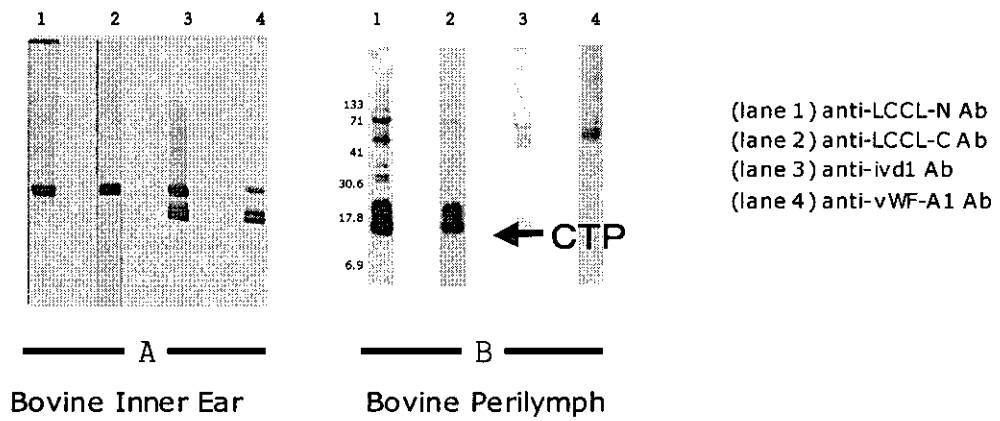 1 2 3 4
1 2 3 4
133
71
41
30.6
17.8
6.9
CTP
(lane 1) anti-LCCL-N Ab
(lane 2) anti-LCCL-C Ab
(lane 3) anti-ivd1 Ab
(lane 4) anti-vWF-A1 Ab
A
B
Bovine Inner Ear
Bovine Perilymph